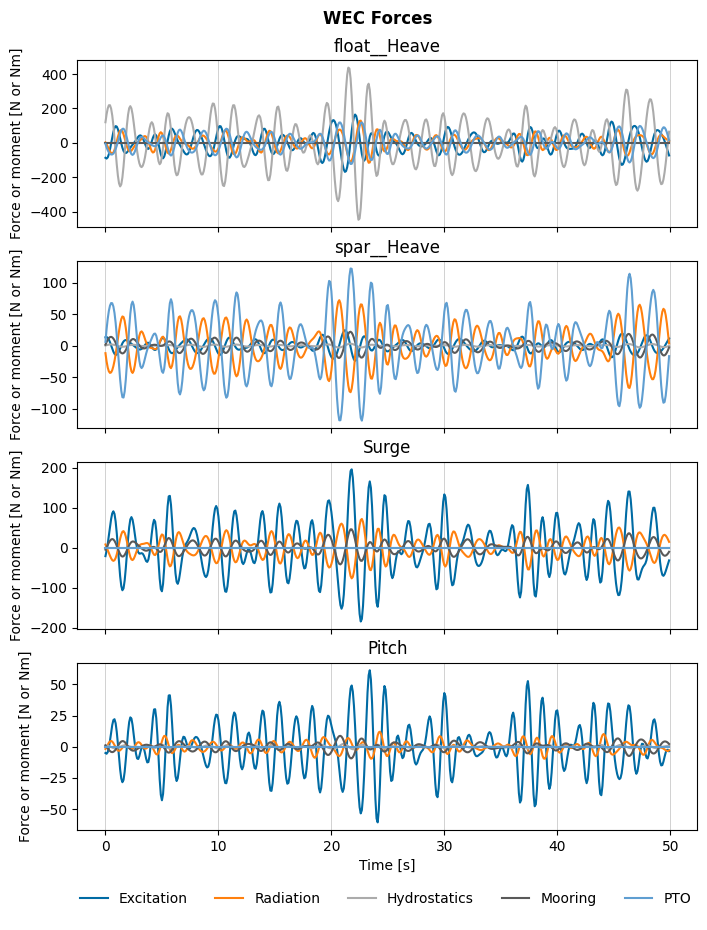 WEC Forces
float__Heave
Force or moment [N or Nm]
400
200
0
−200
−400
spar__Heave
Force or moment [N or Nm]
100
50
0
−50
−100
Surge
Force or moment [N or Nm]
200
100
0
−100
−200
Pitch
Force or moment [N or Nm]
50
25
0
−25
−50
0 10 20 30 40 50
Time [s]
Excitation Radiation Hydrostatics Mooring PTO